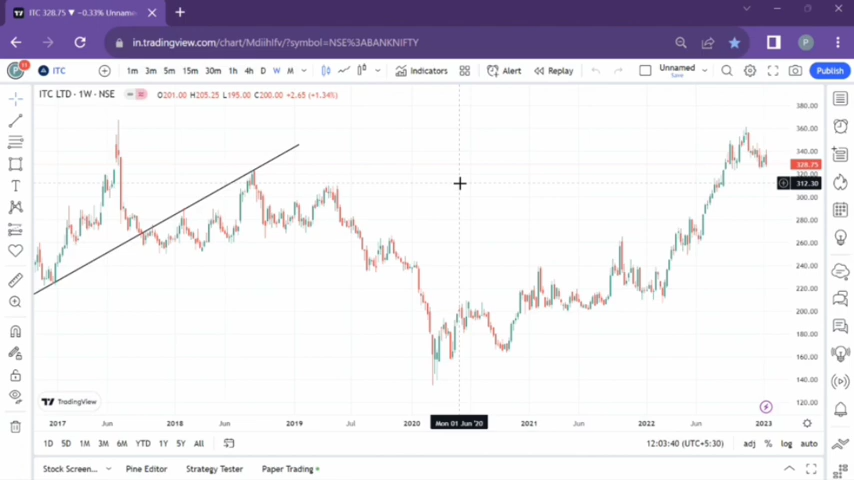 ITC 328.75 ▼ −0.33% Unname
in.tradingview.com/chart/MdiihIfv/?symbol=NSE%3ABANKNIFTY
P
11
ITC
1m 3m 5m 15m 30m 1h 4h D W M
Indicators
Alert
Replay
Unnamed
Save
Publish
ITC LTD · 1W · NSE
O201.00 H205.25 L195.00 C200.00 +2.65 (+1.34%)
380.00
360.00
340.00
328.75
320.00
312.30
300.00
280.00
260.00
240.00
220.00
200.00
180.00
160.00
140.00
120.00
TradingView
2017 Jun 2018 Jun 2019 Jul 2020 Mon 01 Jun '20 2021 Jun 2022 Jun 2023
1D 5D 1M 3M 6M YTD 1Y 5Y All
12:03:40 (UTC+5:30)
adj % log auto
Stock Screen... Pine Editor Strategy Tester Paper Trading